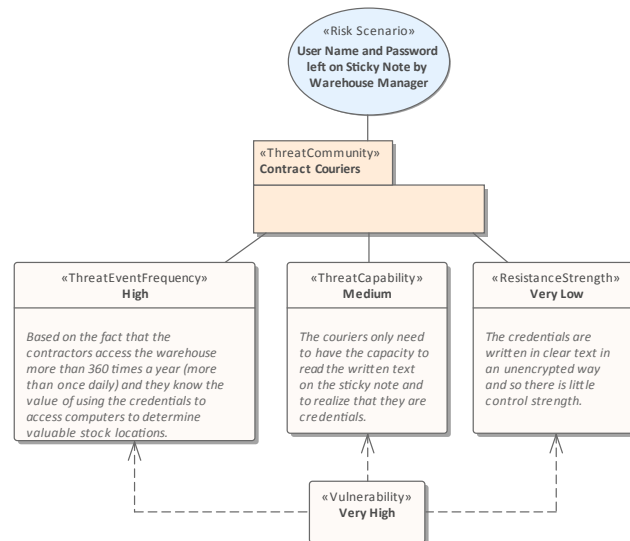 «Risk Scenario»
User Name and Password
left on Sticky Note by
Warehouse Manager
«ThreatCommunity»
Contract Couriers
«ThreatEventFrequency»
High
Based on the fact that the
contractors access the warehouse
more than 360 times a year (more
than once daily) and they know the
value of using the credentials to
access computers to determine
valuable stock locations.
«ThreatCapability»
Medium
The couriers only need
to have the capacity to
read the written text
on the sticky note and
to realize that they are
credentials.
«ResistanceStrength»
Very Low
The credentials are
written in clear text in
an unencrypted way
and so there is little
control strength.
«Vulnerability»
Very High